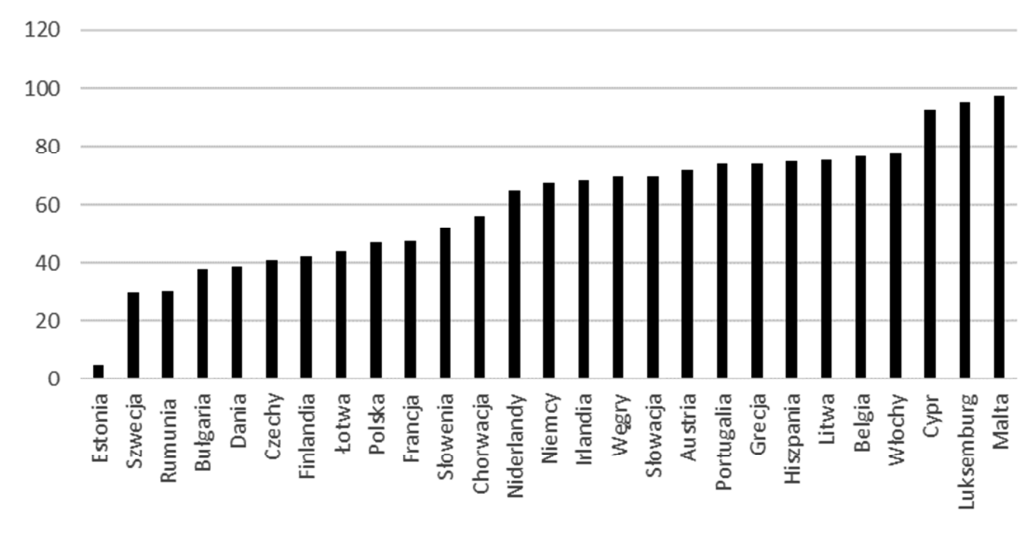 120
100
80
60
40
20
0
Estonia
Szwecja
Rumunia
Bułgaria
Dania
Czechy
Finlandia
Łotwa
Polska
Francja
Słowenia
Chorwacja
Niderlandy
Niemcy
Irlandia
Węgry
Słowacja
Austria
Portugalia
Grecja
Hiszpania
Litwa
Belgia
Włochy
Cypr
Luksemburg
Malta